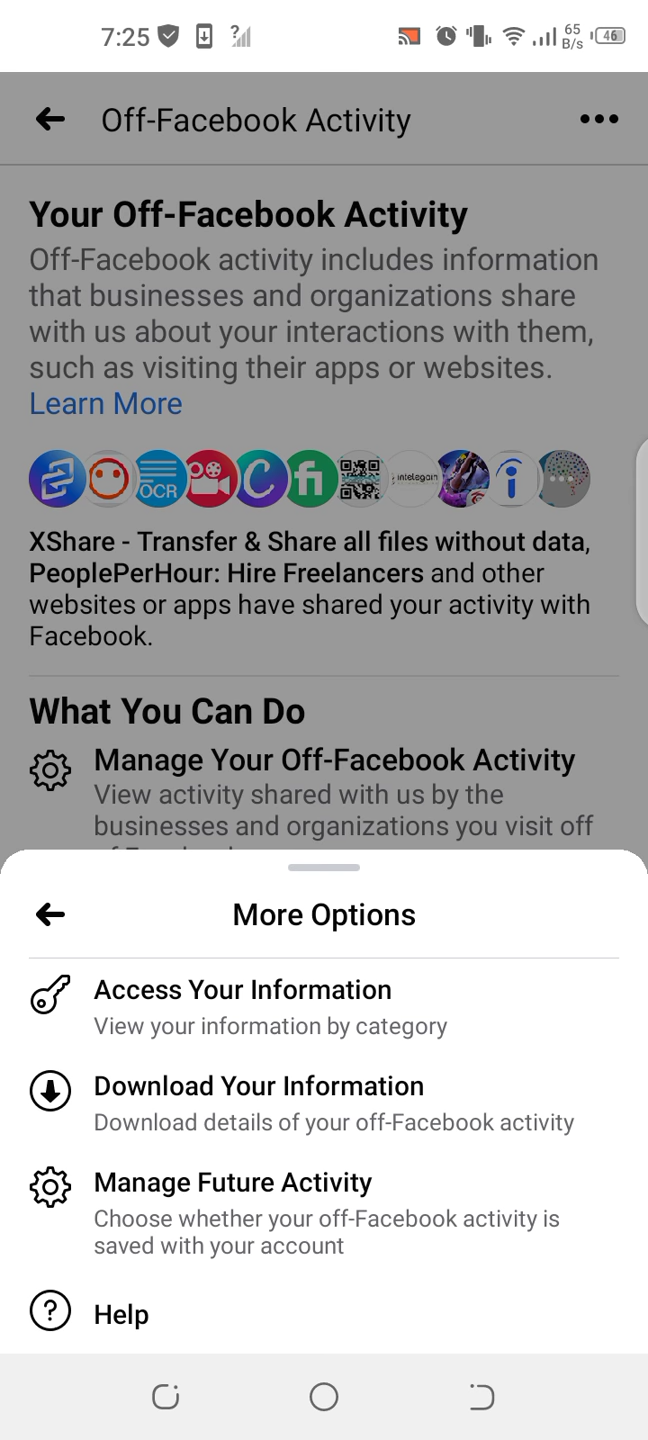 7:25
?
65
B/s
46
Off-Facebook Activity
Your Off-Facebook Activity
Off-Facebook activity includes information
that businesses and organizations share
with us about your interactions with them,
such as visiting their apps or websites.
Learn More
OCR
fi
intelegain
i
XShare - Transfer & Share all files without data,
PeoplePerHour: Hire Freelancers and other
websites or apps have shared your activity with
Facebook.
What You Can Do
Manage Your Off-Facebook Activity
View activity shared with us by the
businesses and organizations you visit off
More Options
Access Your Information
View your information by category
Download Your Information
Download details of your off-Facebook activity
Manage Future Activity
Choose whether your off-Facebook activity is
saved with your account
Help